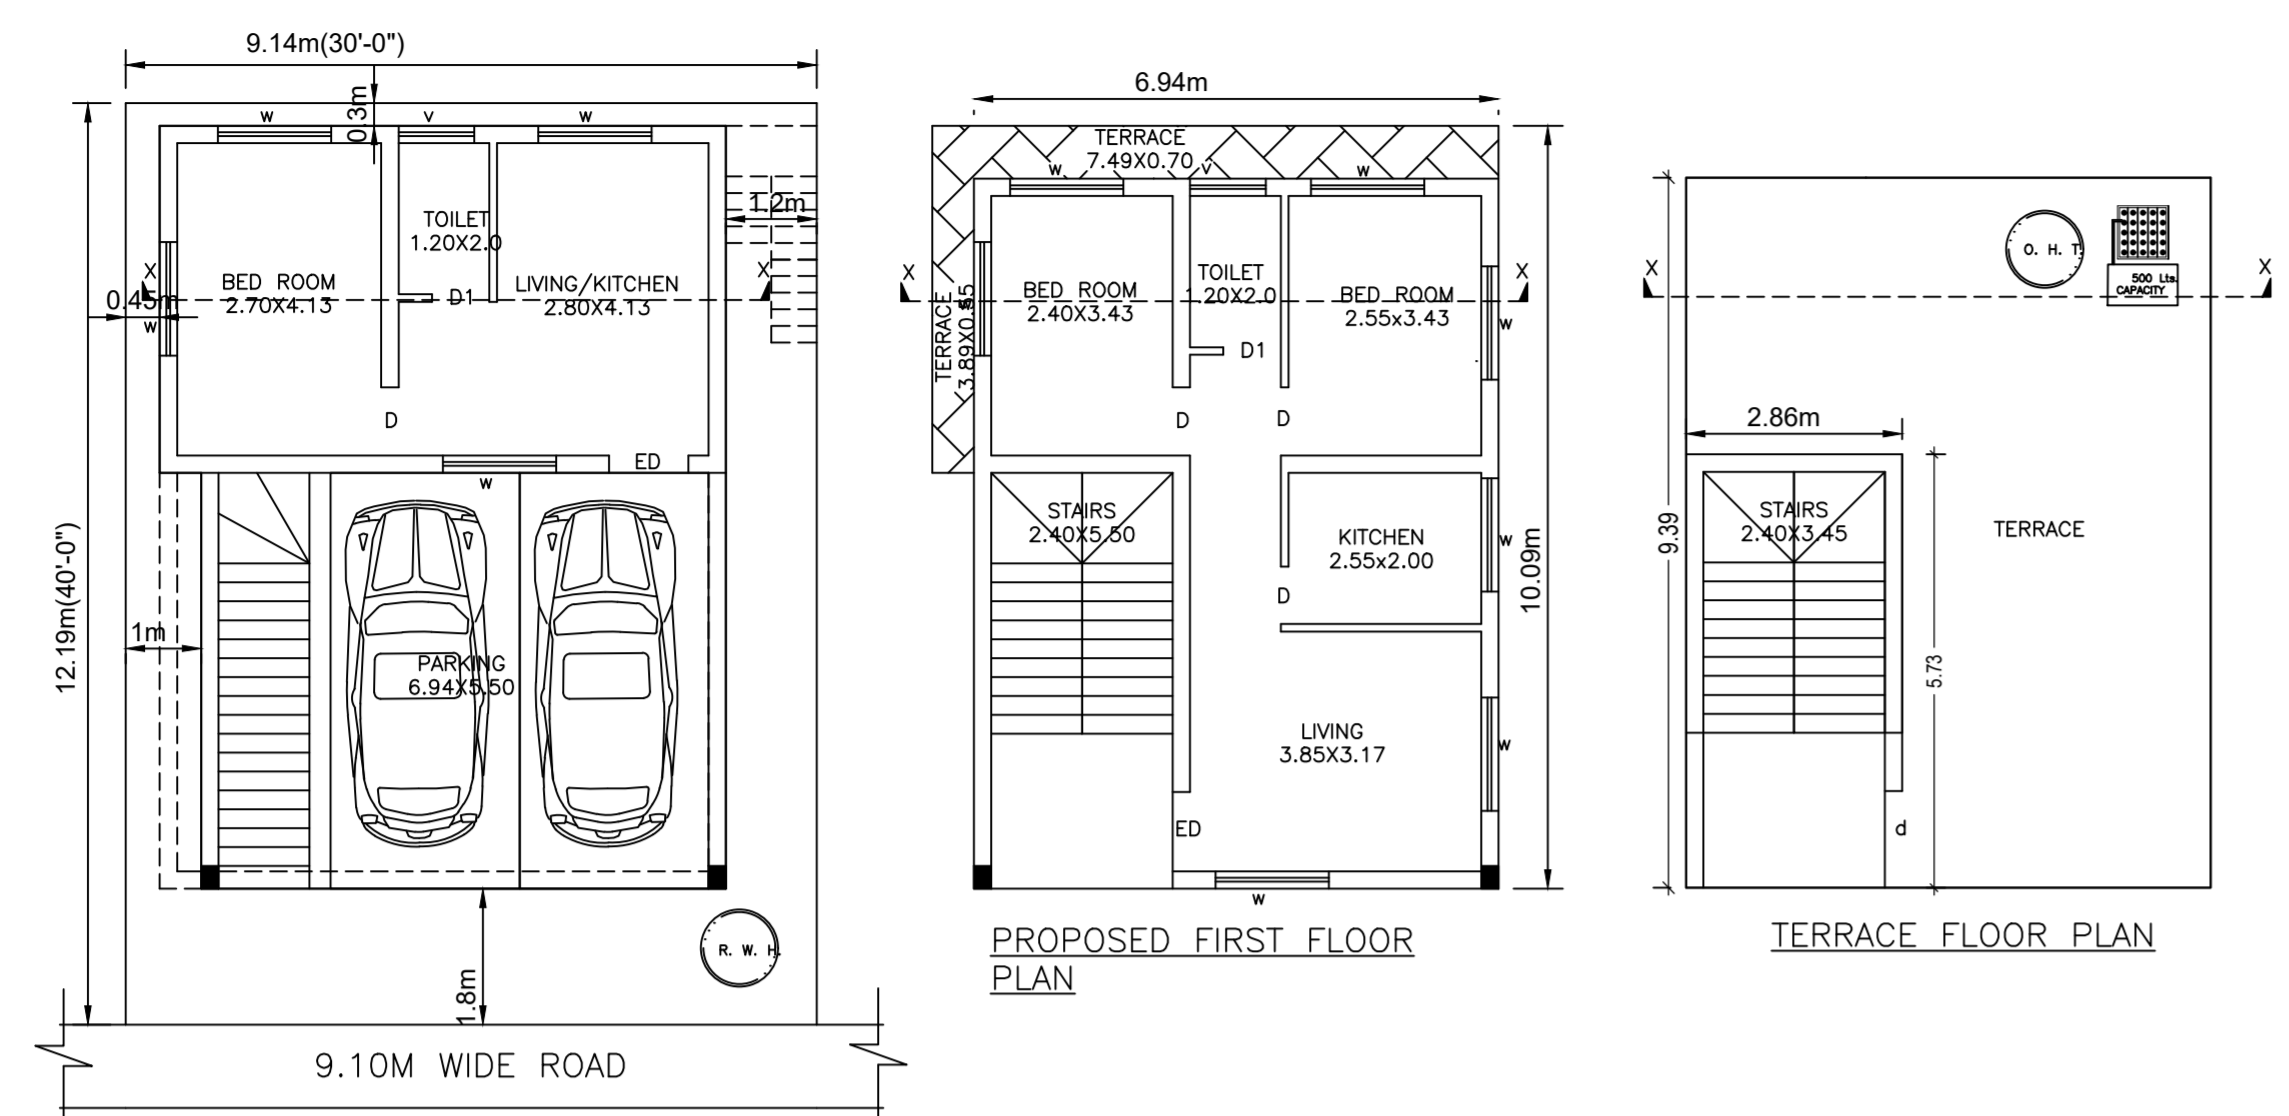 9.14m(30'-0")
0.3m
w
v
w
TOILET
1.20X2.0
1.2m
BED ROOM
2.70X4.13
LIVING/KITCHEN
2.80X4.13
X
X
0.45m
w
D1
D
ED
w
12.19m(40'-0")
1m
PARKING
6.94X5.50
R. W. H.
1.8m
9.10M WIDE ROAD
6.94m
TERRACE
7.49X0.70
w
v
w
TERRACE
3.89X0.55
w
X
X
BED ROOM
2.40X3.43
TOILET
1.20X2.0
BED ROOM
2.55x3.43
w
D1
D
D
STAIRS
2.40X5.50
KITCHEN
2.55x2.00
w
D
10.09m
LIVING
3.85X3.17
w
ED
w
PROPOSED FIRST FLOOR
PLAN
O. H. T.
500 Lts.
CAPACITY
X
X
2.86m
9.39
STAIRS
2.40X3.45
TERRACE
5.73
d
TERRACE FLOOR PLAN